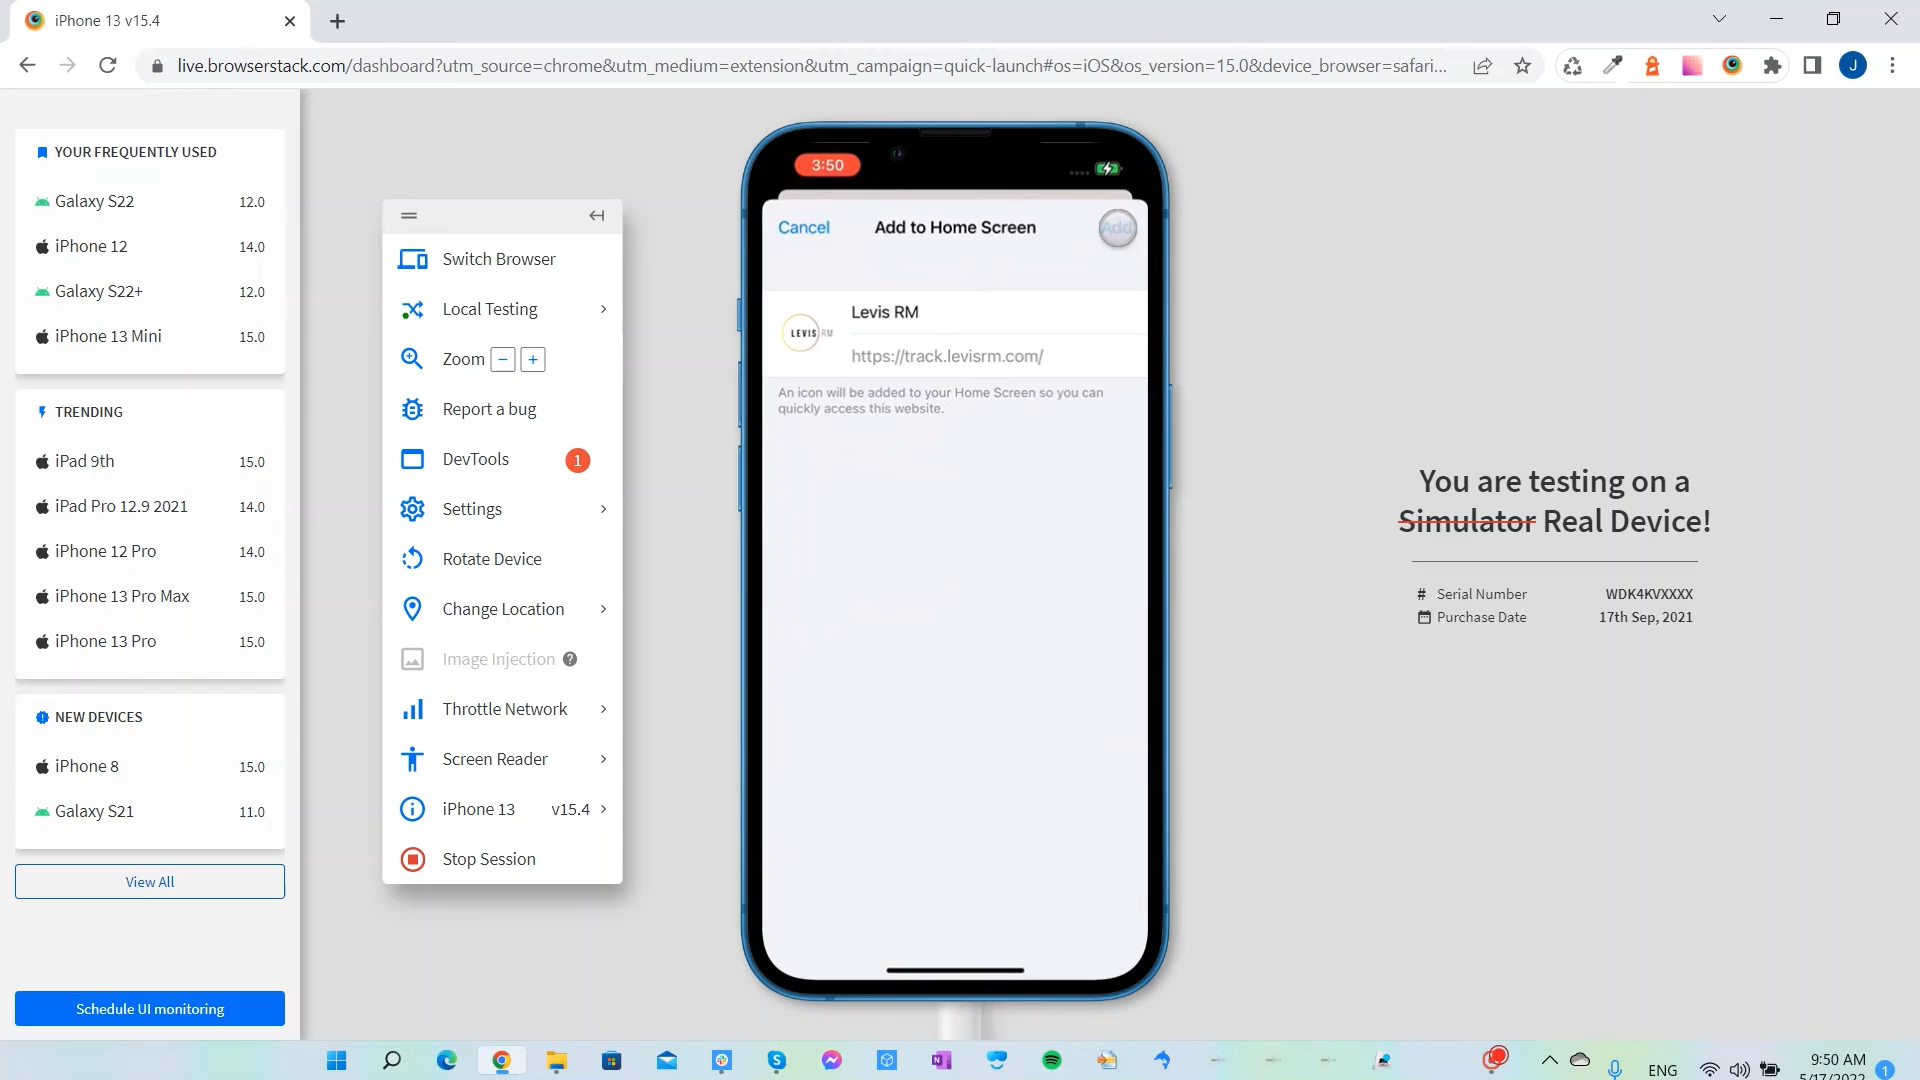 iPhone 13 v15.4
live.browserstack.com/dashboard?utm_source=chrome&utm_medium=extension&utm_campaign=quick-launch#os=iOS&os_version=15.0&device_browser=safari...
J
YOUR FREQUENTLY USED
Galaxy S22 12.0
iPhone 12 14.0
Galaxy S22+ 12.0
iPhone 13 Mini 15.0
TRENDING
iPad 9th 15.0
iPad Pro 12.9 2021 14.0
iPhone 12 Pro 14.0
iPhone 13 Pro Max 15.0
iPhone 13 Pro 15.0
NEW DEVICES
iPhone 8 15.0
Galaxy S21 11.0
View All
Schedule UI monitoring
Switch Browser
Local Testing
Zoom - +
Report a bug
DevTools 1
Settings
Rotate Device
Change Location
Image Injection ?
Throttle Network
Screen Reader
iPhone 13 v15.4
Stop Session
3:50
Cancel Add to Home Screen Add
Levis RM
LEVIS RM
https://track.levisrm.com/
An icon will be added to your Home Screen so you can
quickly access this website.
You are testing on a
Simulator Real Device!
# Serial Number WDK4KVXXXX
Purchase Date 17th Sep, 2021
ENG
9:50 AM
5/17/2022
1